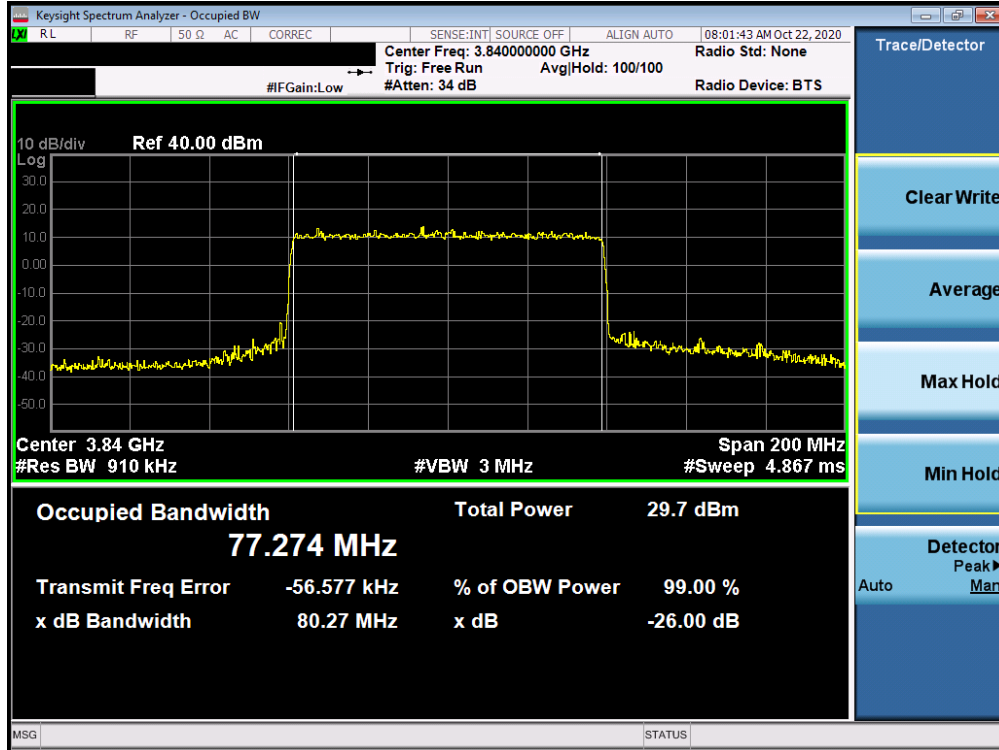 Keysight Spectrum Analyzer - Occupied BW
LXI RL RF 50 Ω AC CORREC SENSE:INT SOURCE OFF ALIGN AUTO 08:01:43 AM Oct 22, 2020
Center Freq: 3.840000000 GHz Radio Std: None
Trig: Free Run Avg|Hold: 100/100
#IFGain:Low #Atten: 34 dB Radio Device: BTS
10 dB/div Ref 40.00 dBm
Log
30.0
20.0
10.0
0.00
-10.0
-20.0
-30.0
-40.0
-50.0
Center 3.84 GHz Span 200 MHz
#Res BW 910 kHz #VBW 3 MHz #Sweep 4.867 ms
Occupied Bandwidth Total Power 29.7 dBm
77.274 MHz
Transmit Freq Error -56.577 kHz % of OBW Power 99.00 %
x dB Bandwidth 80.27 MHz x dB -26.00 dB
MSG STATUS
Trace/Detector
Clear Write
Average
Max Hold
Min Hold
Detector
Peak▶
Auto Man